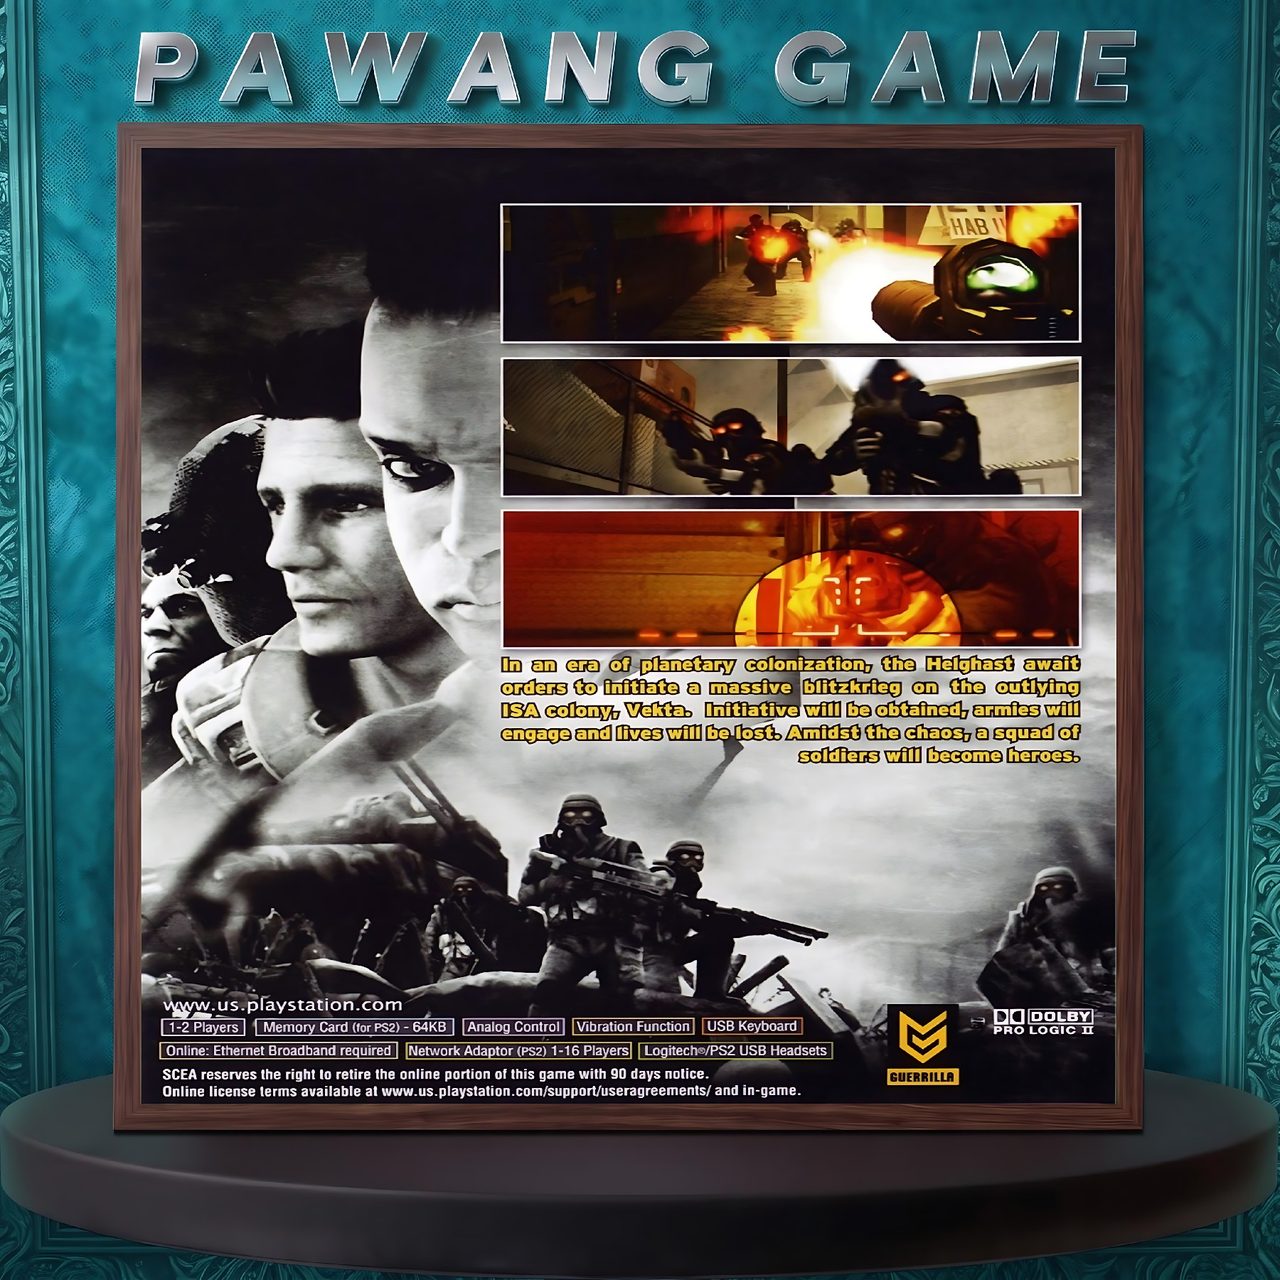 PAWANG GAME
HAB
In an era of planetary colonization, the Helghast await
orders to initiate a massive blitzkrieg on the outlying
ISA colony, Vekta. Initiative will be obtained, armies will
engage and lives will be lost. Amidst the chaos, a squad of
soldiers will become heroes.
www.us.playstation.com
1-2 Players Memory Card (for PS2) - 64KB Analog Control Vibration Function USB Keyboard
Online: Ethernet Broadband required Network Adaptor (PS2) 1-16 Players Logitech®/PS2 USB Headsets
SCEA reserves the right to retire the online portion of this game with 90 days notice.
Online license terms available at www.us.playstation.com/support/useragreements/ and in-game.
GUERRILLA
DOLBY
PRO LOGIC II